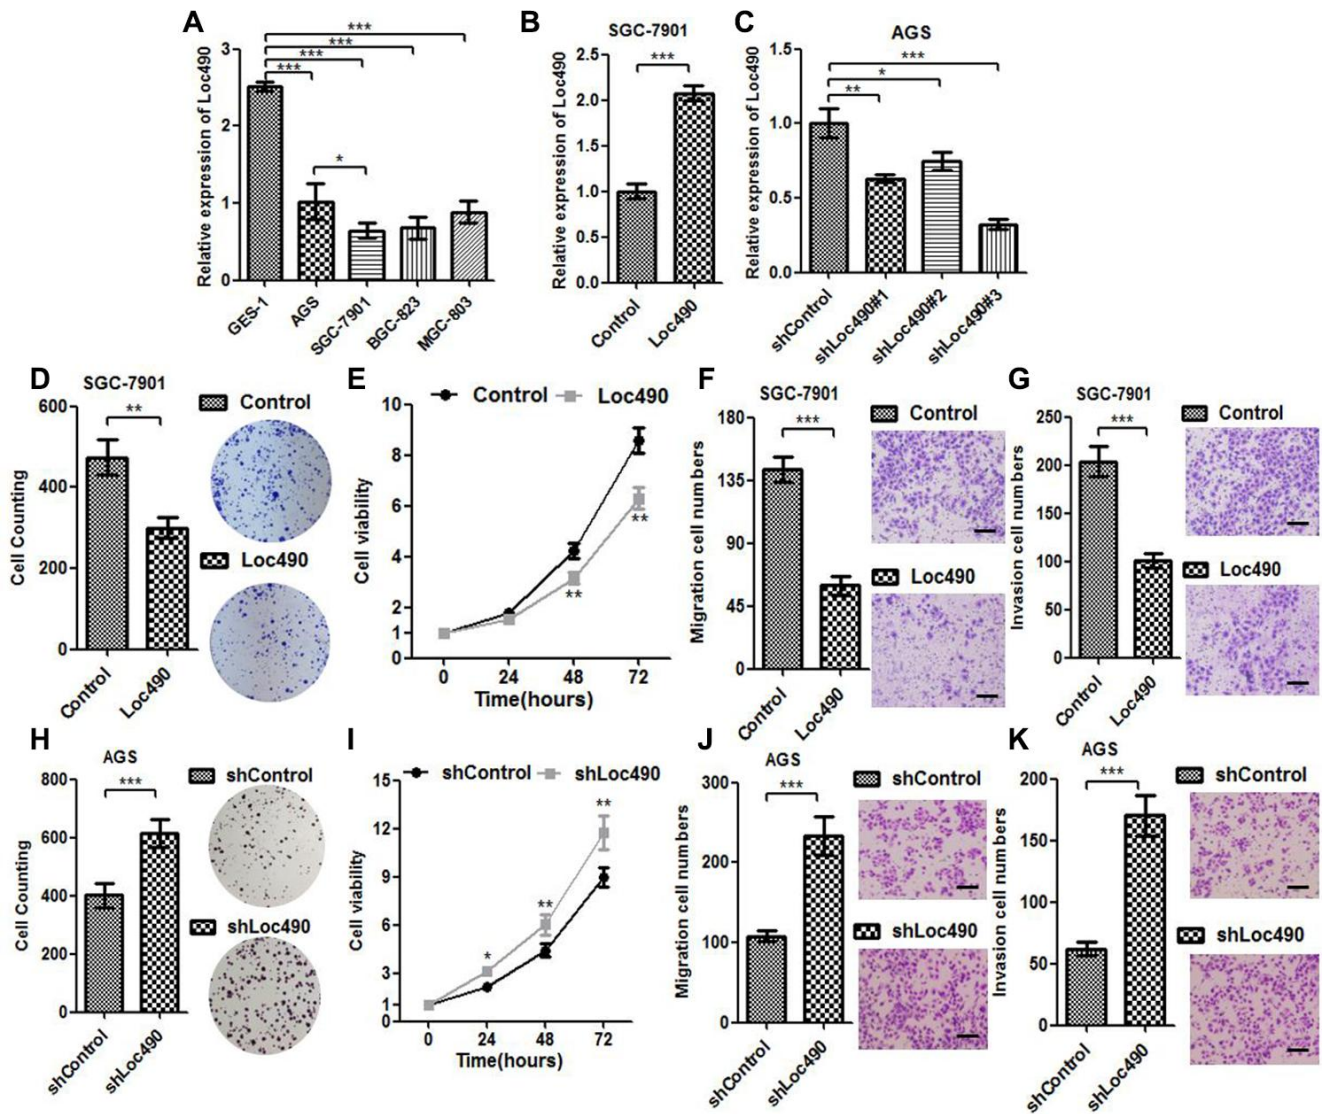 A
Relative expression of Loc490
3
2
1
0
***
***
***
***
*
GES-1
AGS
SGC-7901
BGC-823
MGC-803
B
SGC-7901
Relative expression of Loc490
2.5
2.0
1.5
1.0
0.5
0.0
***
Control
Loc490
C
AGS
Relative expression of Loc490
1.5
1.0
0.5
0.0
***
*
**
shControl
shLoc490#1
shLoc490#2
shLoc490#3
D
SGC-7901
Cell Counting
600
400
200
0
**
Control
Loc490
Control
Loc490
E
Control
Loc490
Cell viability
10
8
6
4
2
1
0
**
**
0
24
48
72
Time(hours)
F
SGC-7901
Migration cell numbers
180
135
90
45
0
***
Control
Loc490
Control
Loc490
G
SGC-7901
Invasion cell numbers
250
200
150
100
50
0
***
Control
Loc490
Control
Loc490
H
AGS
Cell Counting
800
600
400
200
0
***
shControl
shLoc490
shControl
shLoc490
I
shControl
shLoc490
Cell viability
15
12
9
6
3
1
0
*
**
**
0
24
48
72
Time(hours)
J
AGS
Migration cell numbers
300
200
100
0
***
shControl
shLoc490
shControl
shLoc490
K
AGS
Invasion cell numbers
200
150
100
50
0
***
shControl
shLoc490
shControl
shLoc490